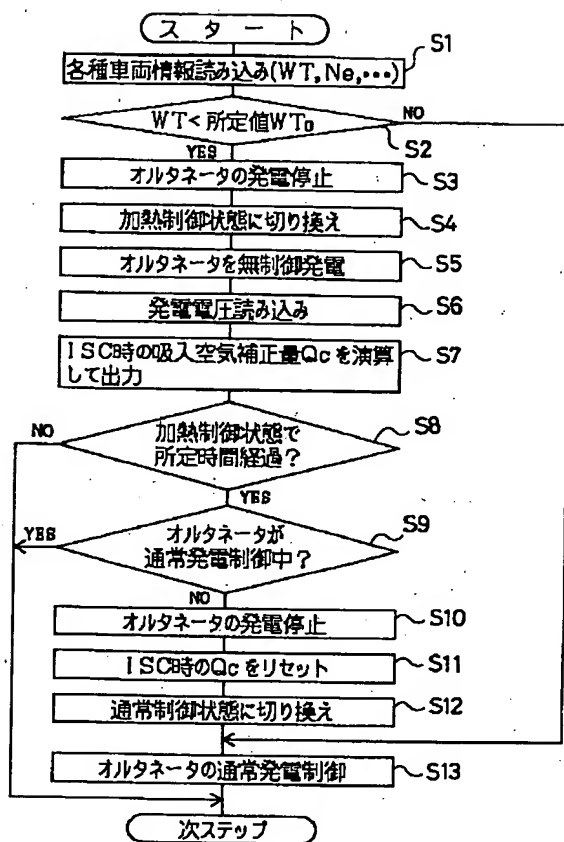 スタート
S1
各種車両情報読み込み(WT,Ne,…)
WT<所定値WT₀
NO
S2
YES
オルタネータの発電停止
S3
加熱制御状態に切り換え
S4
オルタネータを無制御発電
S5
発電電圧読み込み
S6
ISC時の吸入空気補正量Qcを演算
して出力
S7
NO
加熱制御状態で
所定時間経過?
S8
YES
YES
オルタネータが
通常発電制御中?
S9
NO
オルタネータの発電停止
S10
ISC時のQcをリセット
S11
通常制御状態に切り換え
S12
オルタネータの通常発電制御
S13
次ステップ